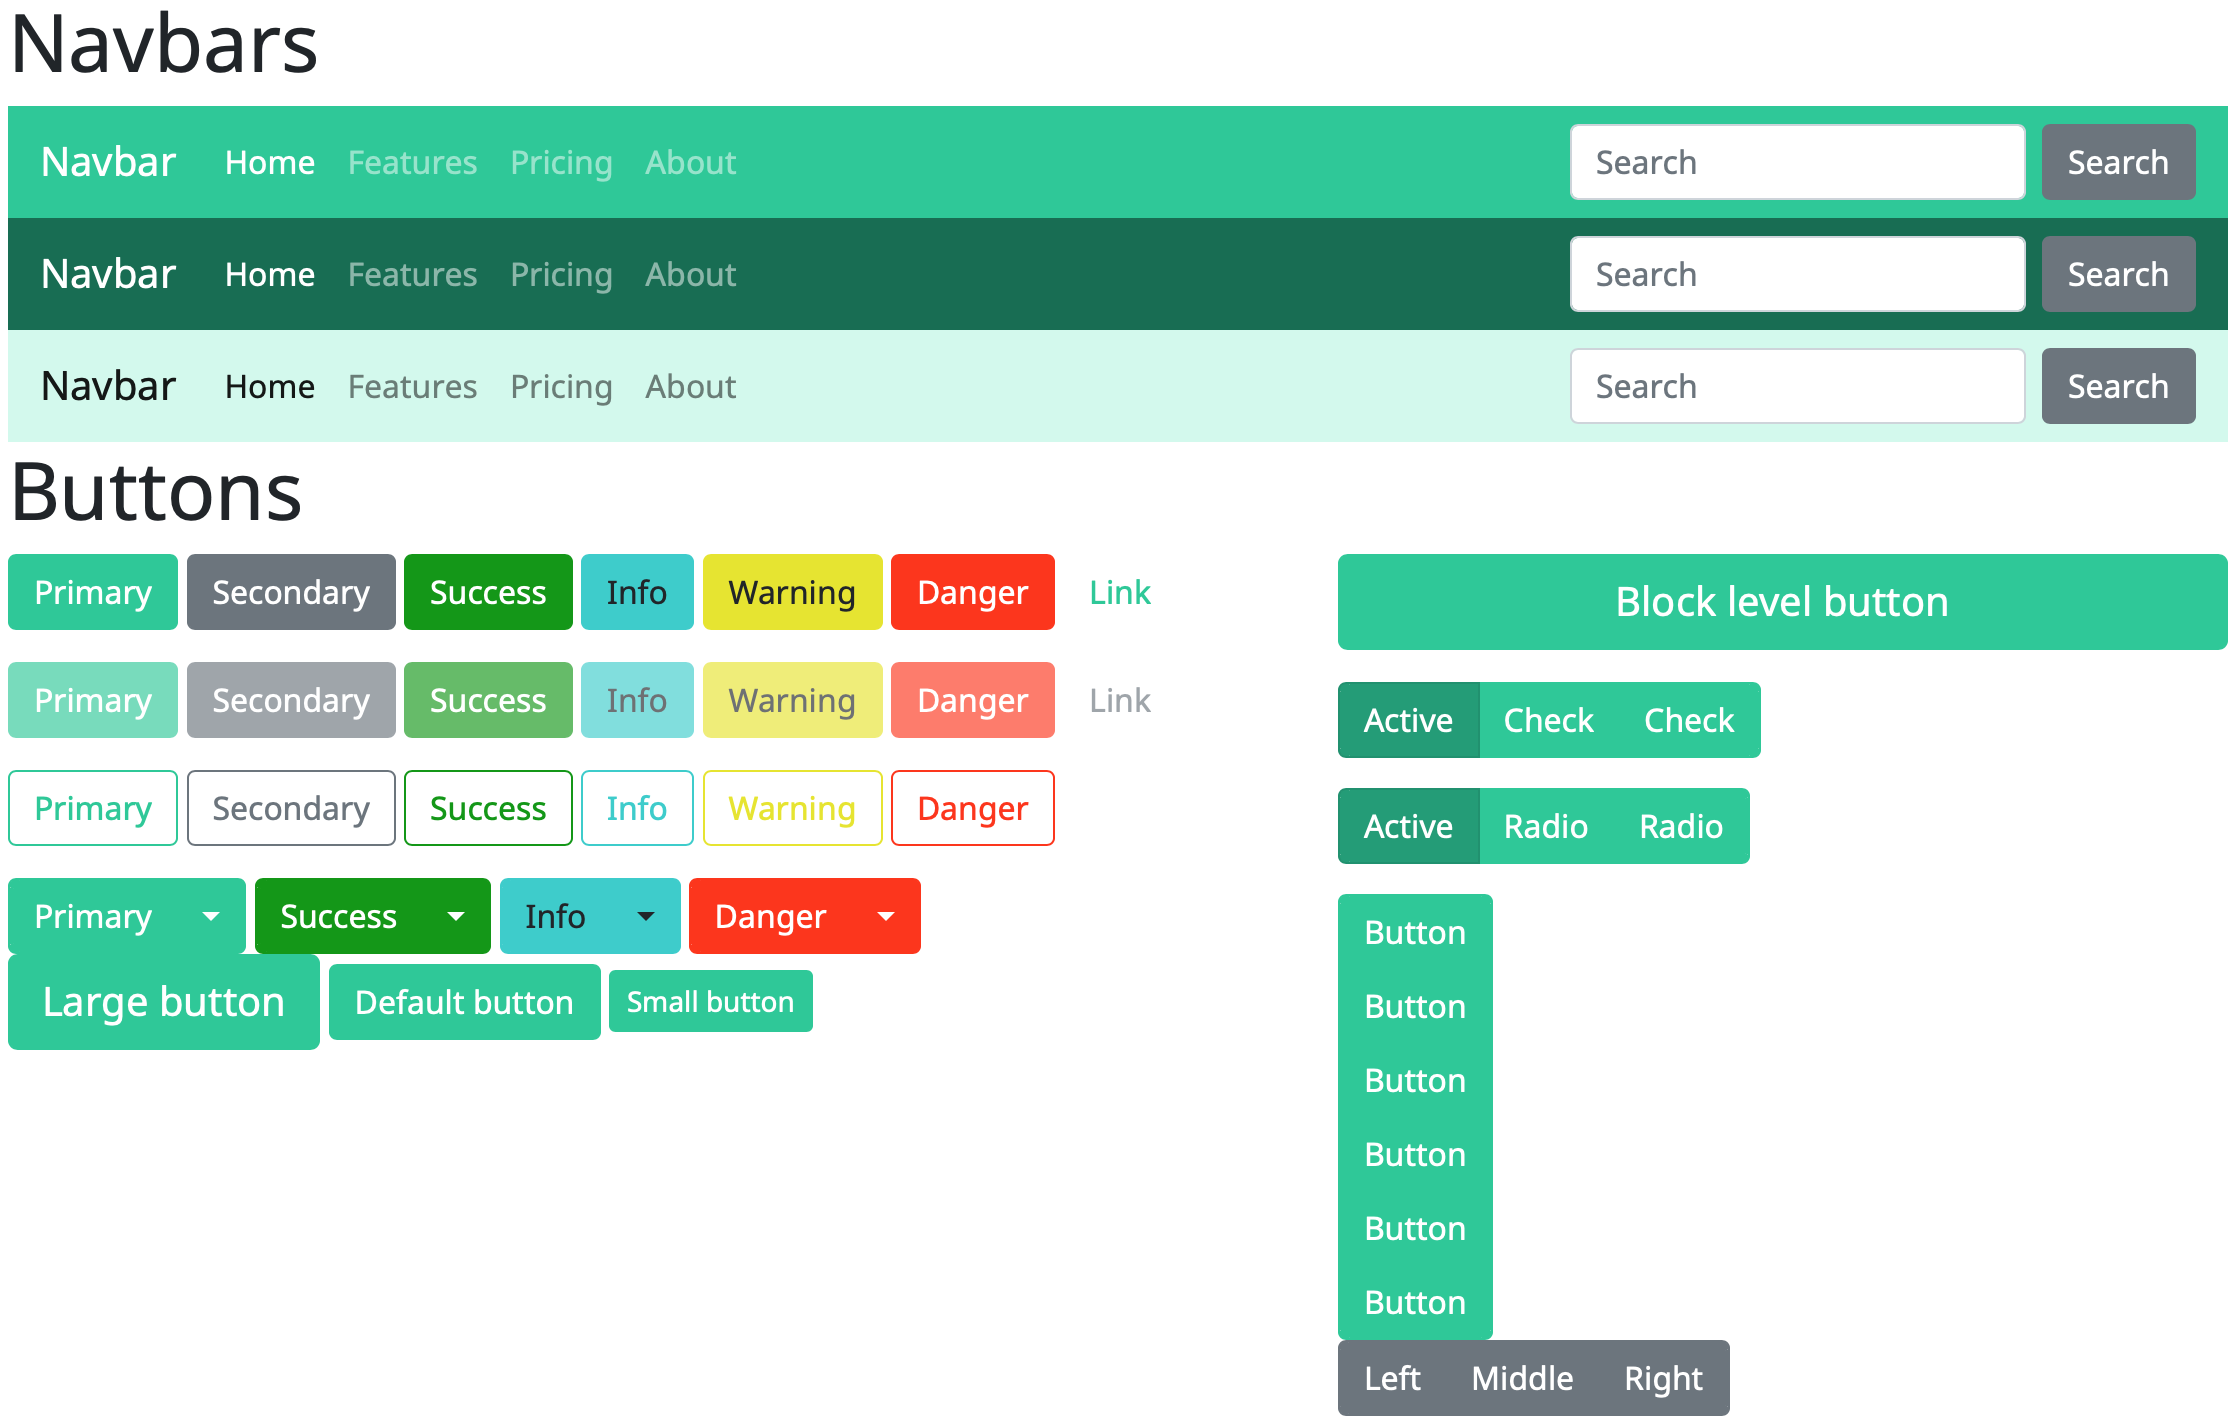 Navbars
Navbar Home Features Pricing About Search Search
Navbar Home Features Pricing About Search Search
Navbar Home Features Pricing About Search Search
Buttons
Primary Secondary Success Info Warning Danger Link
Primary Secondary Success Info Warning Danger Link
Primary Secondary Success Info Warning Danger
Primary Success Info Danger
Large button Default button Small button
Block level button
Active Check Check
Active Radio Radio
Button
Button
Button
Button
Button
Button
Left Middle Right